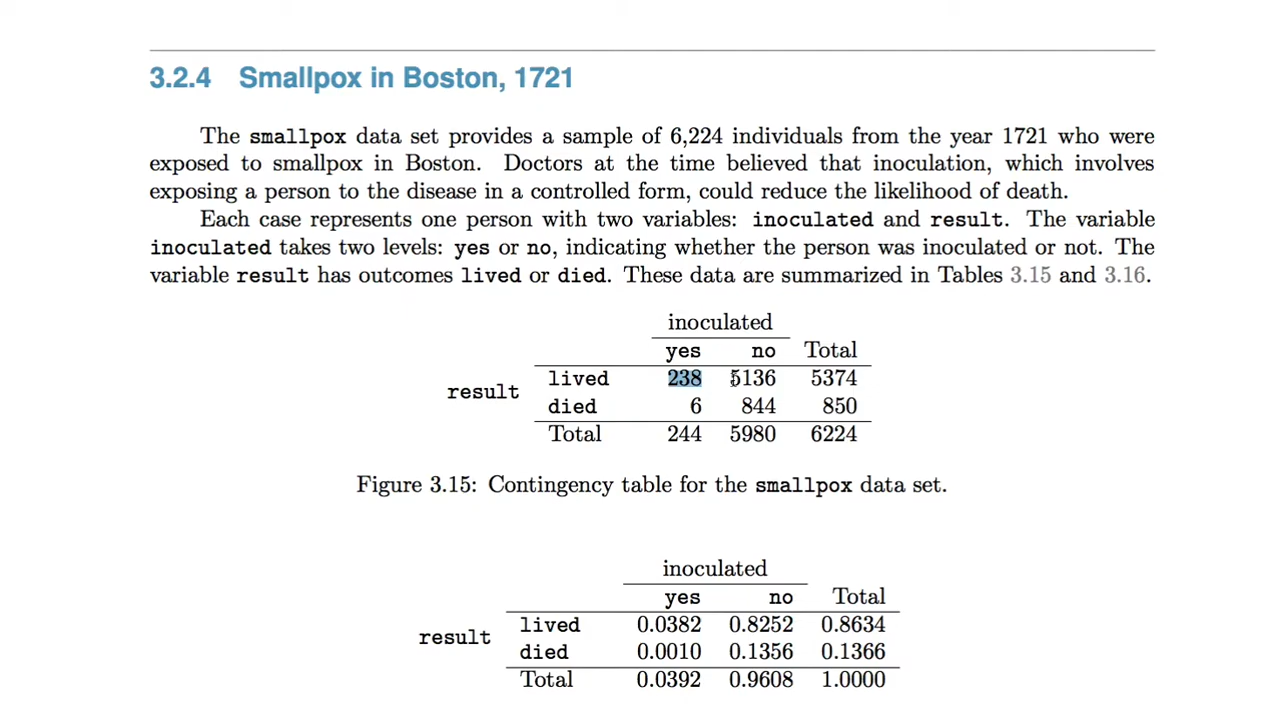 3.2.4 Smallpox in Boston, 1721
The smallpox data set provides a sample of 6,224 individuals from the year 1721 who were
exposed to smallpox in Boston. Doctors at the time believed that inoculation, which involves
exposing a person to the disease in a controlled form, could reduce the likelihood of death.
Each case represents one person with two variables: inoculated and result. The variable
inoculated takes two levels: yes or no, indicating whether the person was inoculated or not. The
variable result has outcomes lived or died. These data are summarized in Tables 3.15 and 3.16.
inoculated
yes no Total
result
lived 238 5136 5374
died 6 844 850
Total 244 5980 6224
Figure 3.15: Contingency table for the smallpox data set.
inoculated
yes no Total
result
lived 0.0382 0.8252 0.8634
died 0.0010 0.1356 0.1366
Total 0.0392 0.9608 1.0000